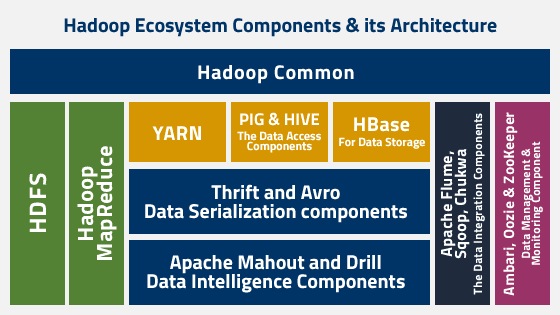 Hadoop Ecosystem Components & its Architecture
Hadoop Common
HDFS
Hadoop
MapReduce
YARN
PIG & HIVE
The Data Access
Components
HBase
For Data Storage
Thrift and Avro
Data Serialization components
Apache Mahout and Drill
Data Intelligence Components
Apache Flume,
Sqoop, Chukwa
The Data Integration Components
Ambari, Oozie & ZooKeeper
Data Management &
Monitoring Component